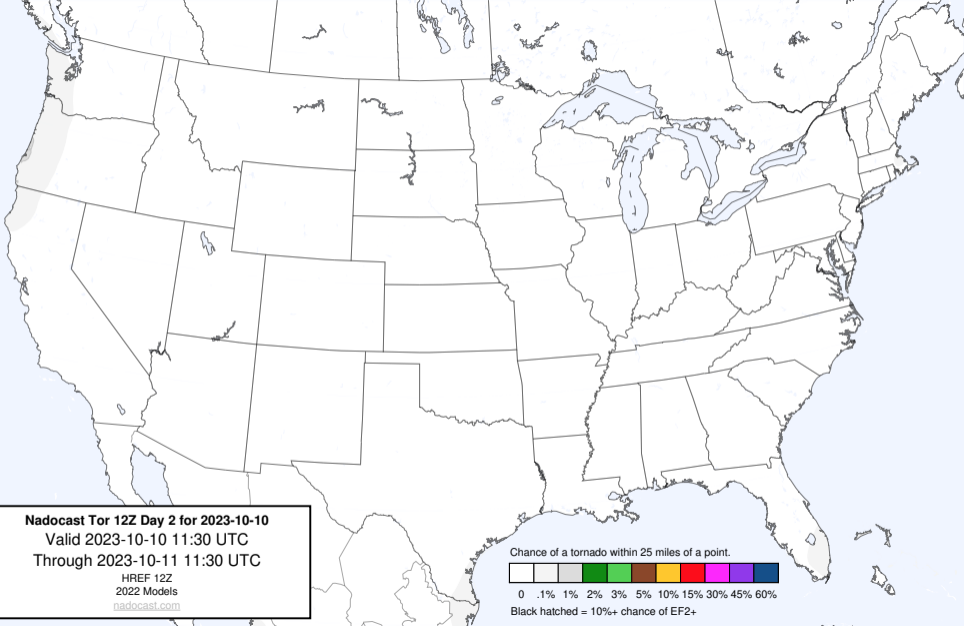 Nadocast Tor 12Z Day 2 for 2023-10-10
Valid 2023-10-10 11:30 UTC
Through 2023-10-11 11:30 UTC
HREF 12Z
2022 Models
nadocast.com
Chance of a tornado within 25 miles of a point.
0 .1% 1% 2% 3% 5% 10% 15% 30% 45% 60%
Black hatched = 10%+ chance of EF2+